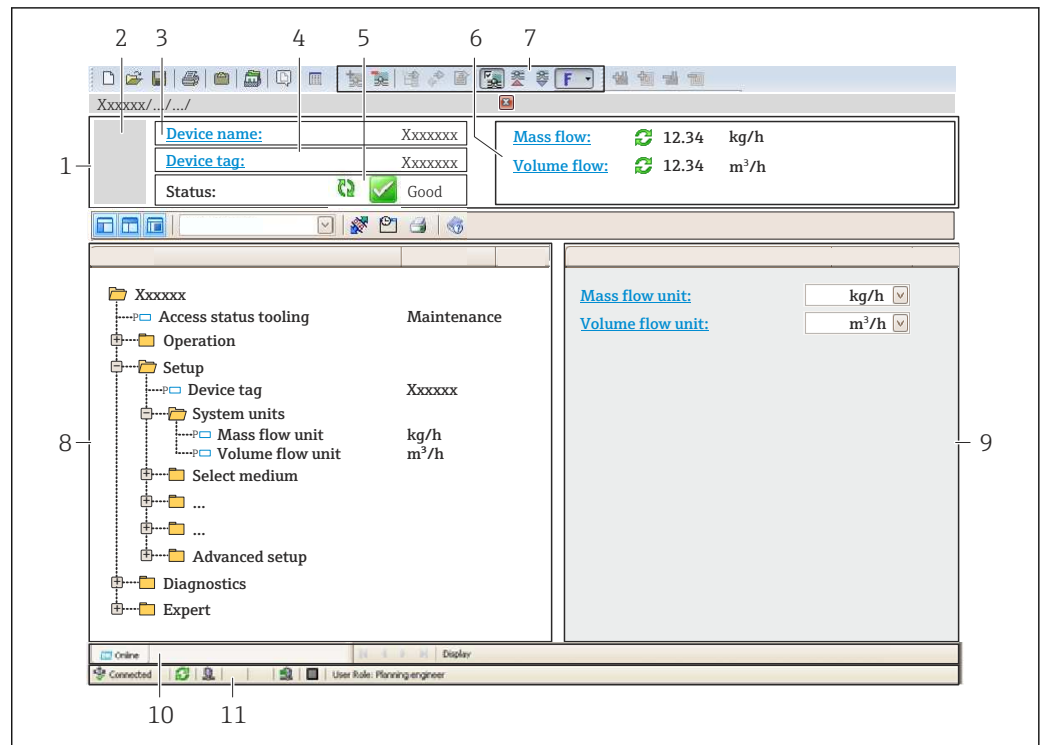 2 3 4 5 6 7
F
Xxxxxx/.../.../
1
Device name: Xxxxxxx
Device tag: Xxxxxxx
Status: Good
Mass flow: 12.34 kg/h
Volume flow: 12.34 m³/h
Xxxxxx
P Access status tooling Maintenance
Operation
Setup
P Device tag Xxxxxx
System units
P Mass flow unit kg/h
P Volume flow unit m³/h
Select medium
...
...
Advanced setup
Diagnostics
Expert
8
Mass flow unit: kg/h
Volume flow unit: m³/h
9
Online Display
Connected User Role: Planning engineer
10 11